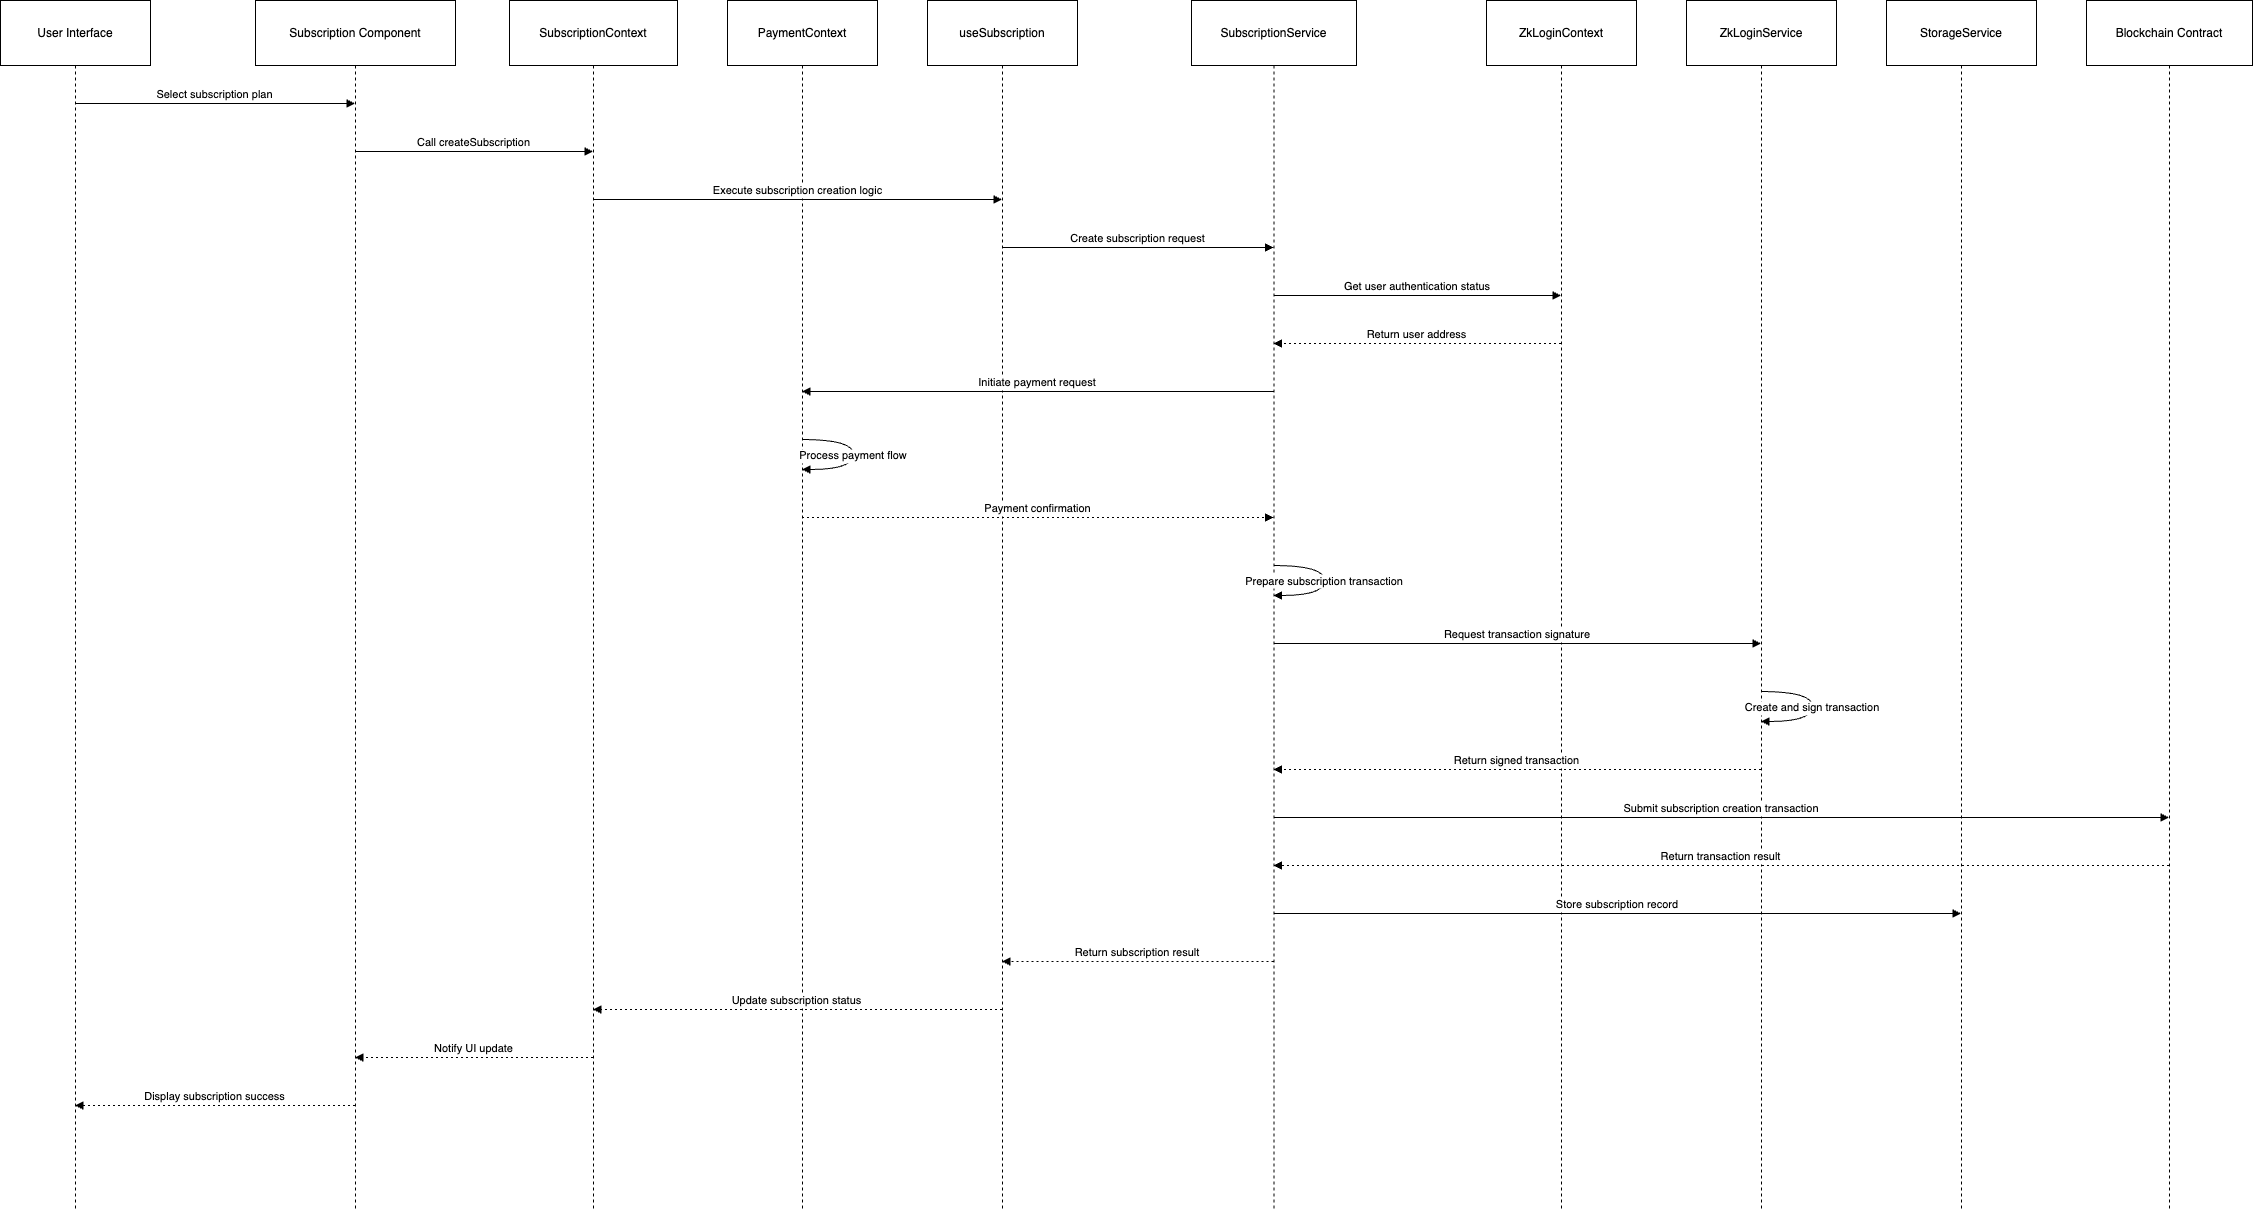 User Interface
Subscription Component
SubscriptionContext
PaymentContext
useSubscription
SubscriptionService
ZkLoginContext
ZkLoginService
StorageService
Blockchain Contract
Select subscription plan
Call createSubscription
Execute subscription creation logic
Create subscription request
Get user authentication status
Return user address
Initiate payment request
Process payment flow
Payment confirmation
Prepare subscription transaction
Request transaction signature
Create and sign transaction
Return signed transaction
Submit subscription creation transaction
Return transaction result
Store subscription record
Return subscription result
Update subscription status
Notify UI update
Display subscription success